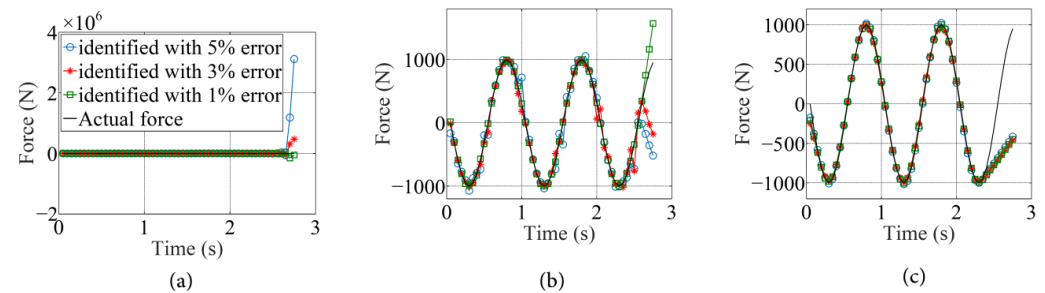 ×10⁶
4
2
0
−2
Force (N)
identified with 5% error
identified with 3% error
identified with 1% error
Actual force
0 1 2 3
Time (s)
(a)
1000
0
−1000
Force (N)
0 1 2 3
Time (s)
(b)
1000
500
0
−500
−1000
Force (N)
0 1 2 3
Time (s)
(c)